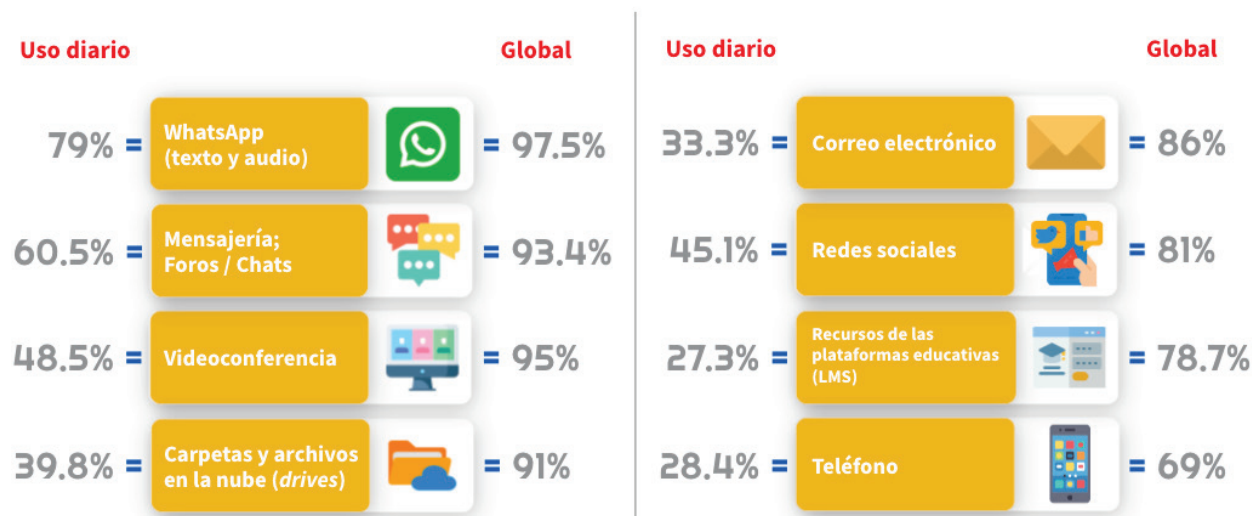 Uso diario Global
79% = WhatsApp = 97.5%
(texto y audio)
60.5% = Mensajería; = 93.4%
Foros / Chats
48.5% = Videoconferencia = 95%
39.8% = Carpetas y archivos = 91%
en la nube (drives)
Uso diario Global
33.3% = Correo electrónico = 86%
45.1% = Redes sociales = 81%
27.3% = Recursos de las = 78.7%
plataformas educativas
(LMS)
28.4% = Teléfono = 69%